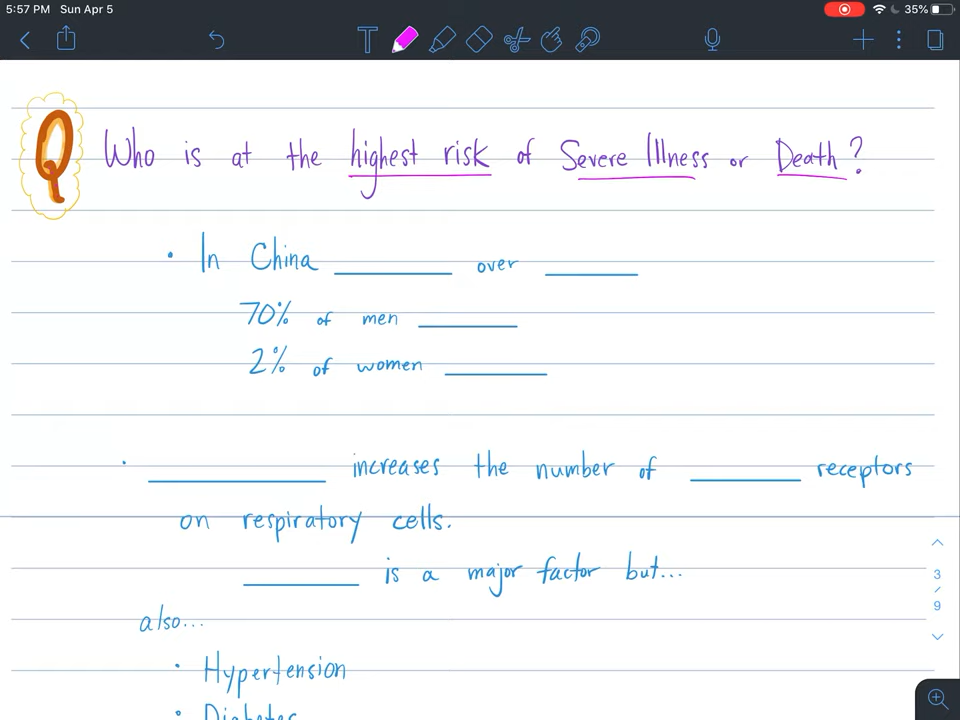 5:57 PM Sun Apr 5
35%
T
Q Who is at the highest risk of Severe Illness or Death?
• In China ______ over ______
70% of men ______
2% of women ______
• ______ increases the number of ______ receptors
on respiratory cells.
______ is a major factor but...
also...
• Hypertension
• Diabetes
3
/
9